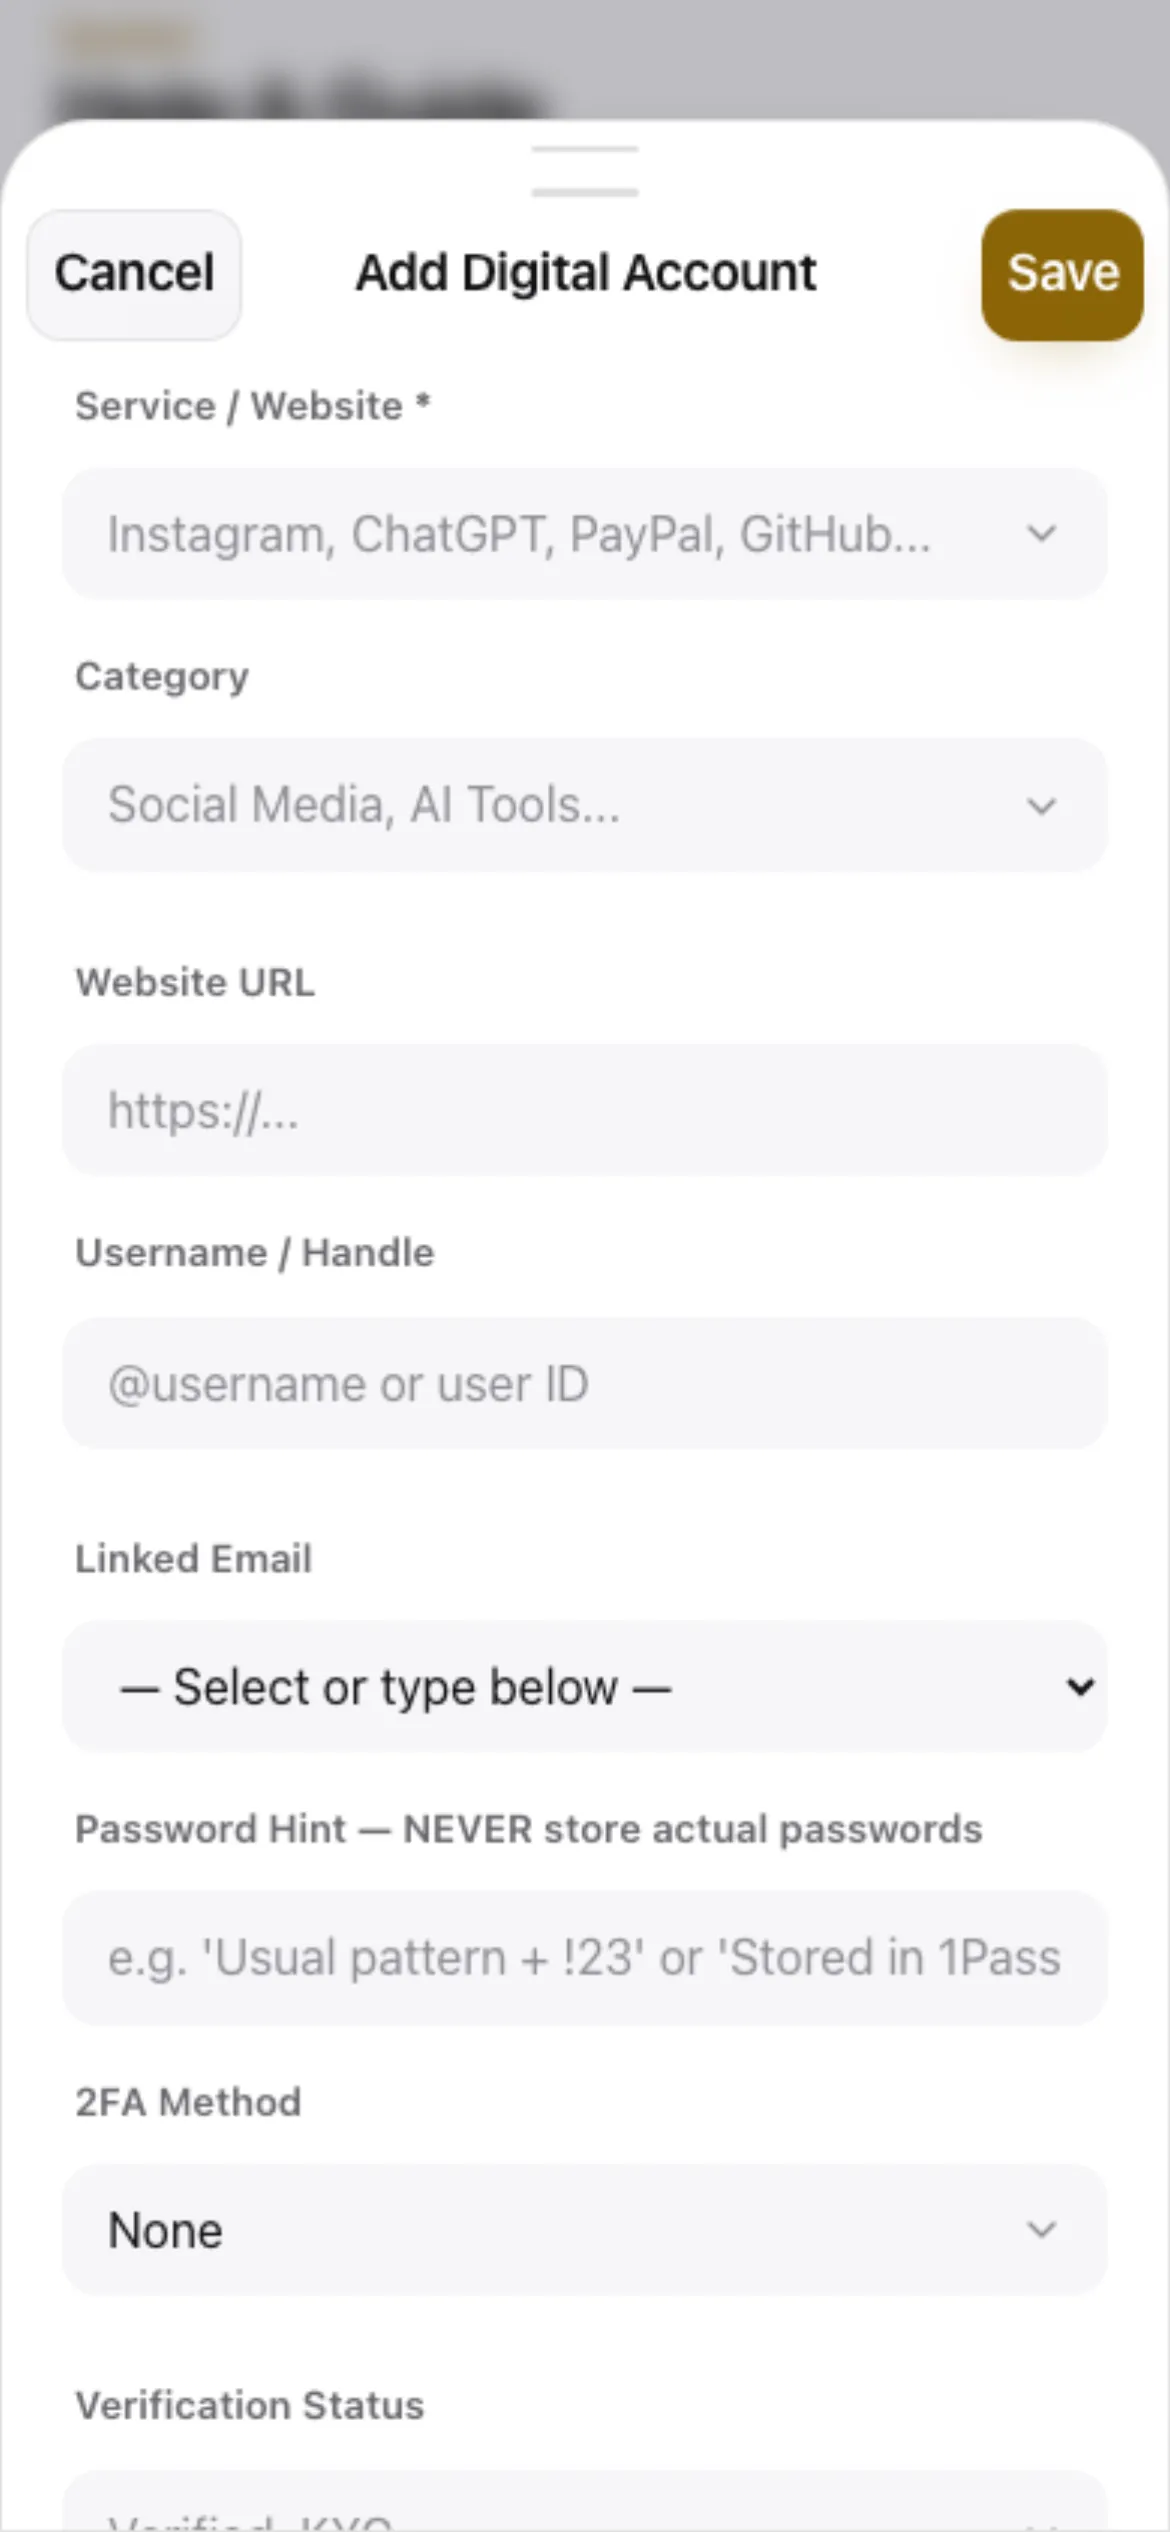 Cancel
Add Digital Account
Save
Service / Website *
Instagram, ChatGPT, PayPal, GitHub...
Category
Social Media, AI Tools...
Website URL
https://...
Username / Handle
@username or user ID
Linked Email
— Select or type below —
Password Hint — NEVER store actual passwords
e.g. 'Usual pattern + !23' or 'Stored in 1Pass
2FA Method
None
Verification Status
Verified, KYC